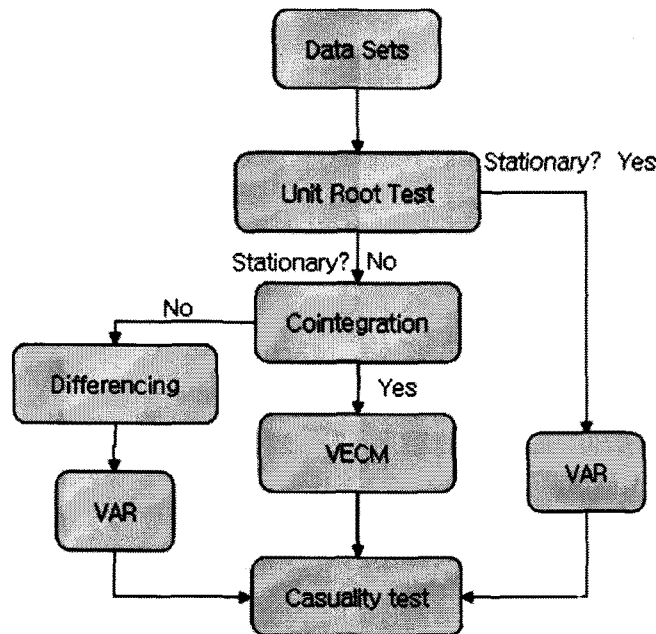 Data Sets
Stationary? Yes
Unit Root Test
Stationary? No
No
Cointegration
Differencing
Yes
VECM
VAR
VAR
Casuality test